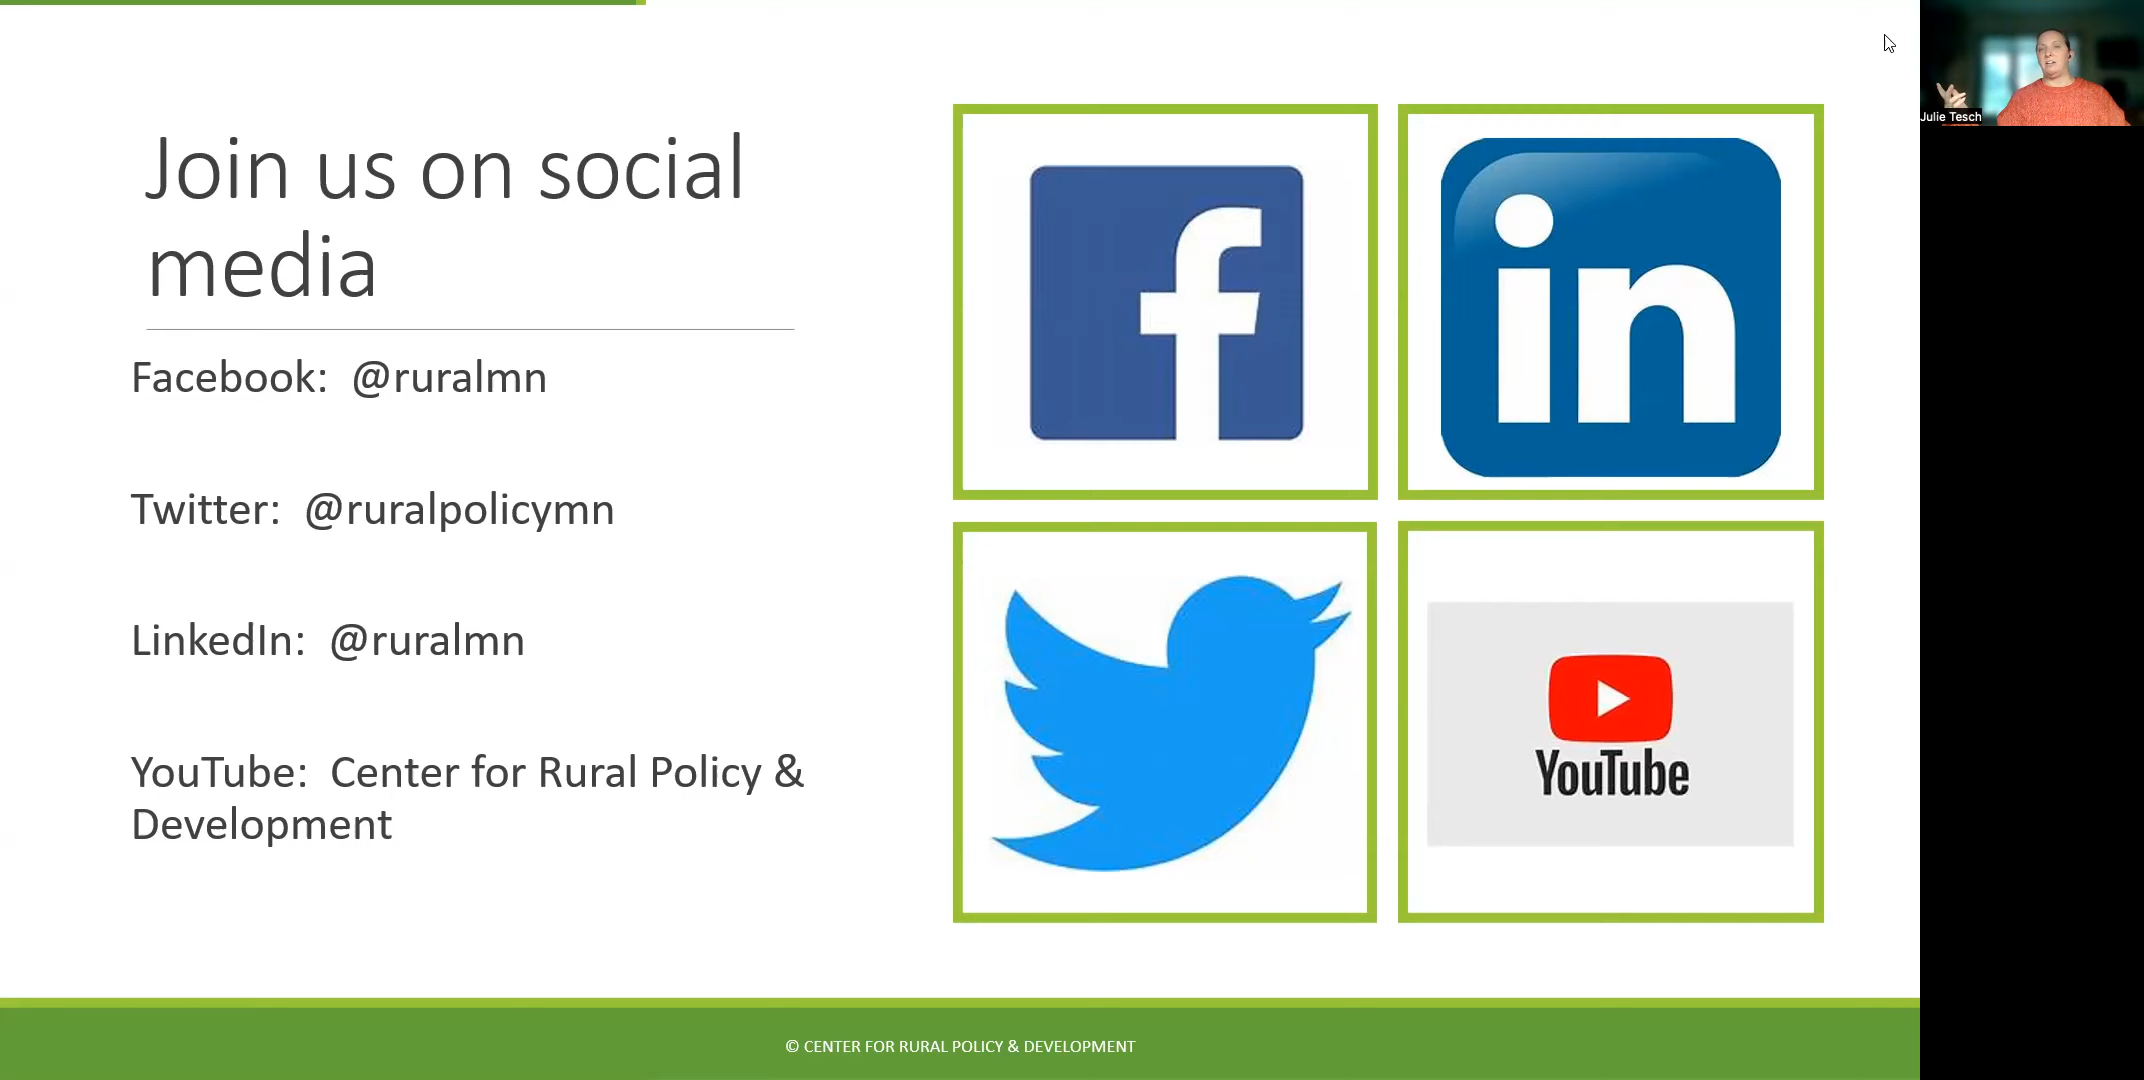 Join us on social
media
Facebook: @ruralmn
Twitter: @ruralpolicymn
LinkedIn: @ruralmn
YouTube: Center for Rural Policy &
Development
f
in
YouTube
Julie Tesch
© CENTER FOR RURAL POLICY & DEVELOPMENT